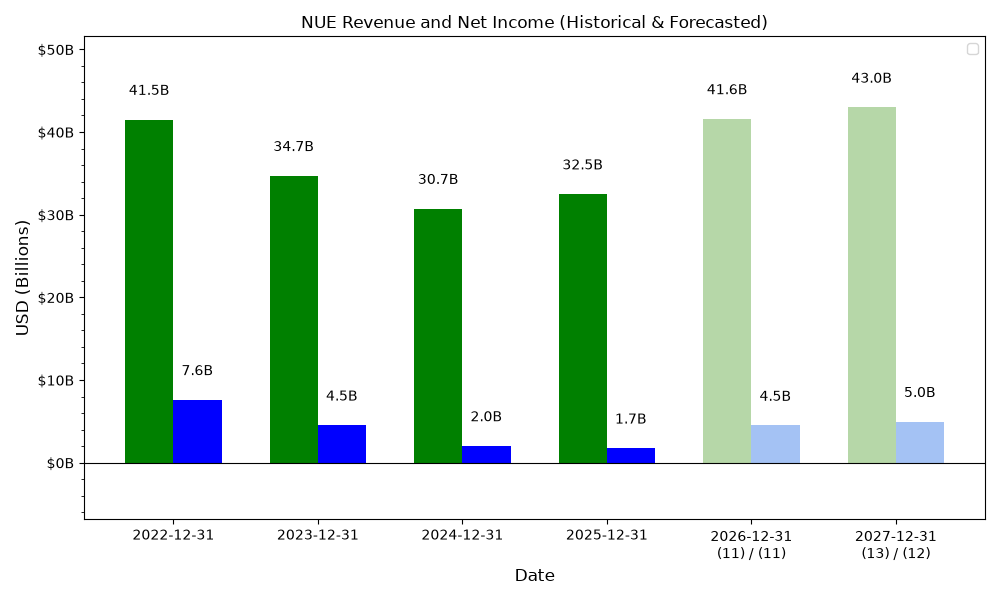 NUE Revenue and Net Income (Historical & Forecasted)
$50B
$40B
$30B
$20B
$10B
$0B
USD (Billions)
41.5B
7.6B
34.7B
4.5B
30.7B
2.0B
32.5B
1.7B
41.6B
4.5B
43.0B
5.0B
2022-12-31
2023-12-31
2024-12-31
2025-12-31
2026-12-31
(11) / (11)
2027-12-31
(13) / (12)
Date